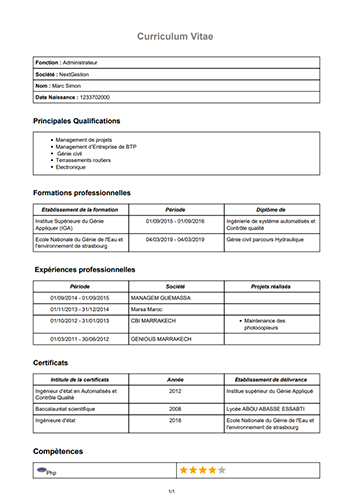 Curriculum Vitae
Fonction : Administrateur
Société : NextGestion
Nom : Marc Simon
Date Naissance : 1233702000
Principales Qualifications
Management de projets
Management d'Entreprise de BTP
Génie civil
Terrassements routiers
Electronique
Formations professionnelles
Etablissement de la formation Période Diplôme de
Institue Supérieure du Génie 01/09/2015 - 01/09/2016 Ingénierie de système automatisés et
Appliquer (IGA) Contrôle qualité
Ecole Nationale du Génie de l'Eau et 04/03/2019 - 04/03/2019 Génie civil parcours Hydraulique
l'environnement de strasbourg
Expériences professionnelles
Période Société Projets réalisés
01/09/2014 - 01/09/2015 MANAGEM GUEMASSA
01/11/2013 - 31/12/2014 Marsa Maroc
01/10/2012 - 31/01/2013 CBI MARRAKECH Maintenance des
photocopieurs
01/03/2011 - 30/06/2012 GENIOUS MARRKECH
Certificats
Intitule de la certificats Année Etablissement de délivrance
Ingénieur d'état en Automatisés et 2012 Institue supérieur du Génie Appliqué
Contrôle Qualité
Baccalauréat scientifique 2008 Lycée ABOU ABASSE ESSABTI
Ingénieure d'état 2018 Ecole Nationale du Génie de l'Eau et
l'environnement de strasbourg
Compétences
Php
1/1